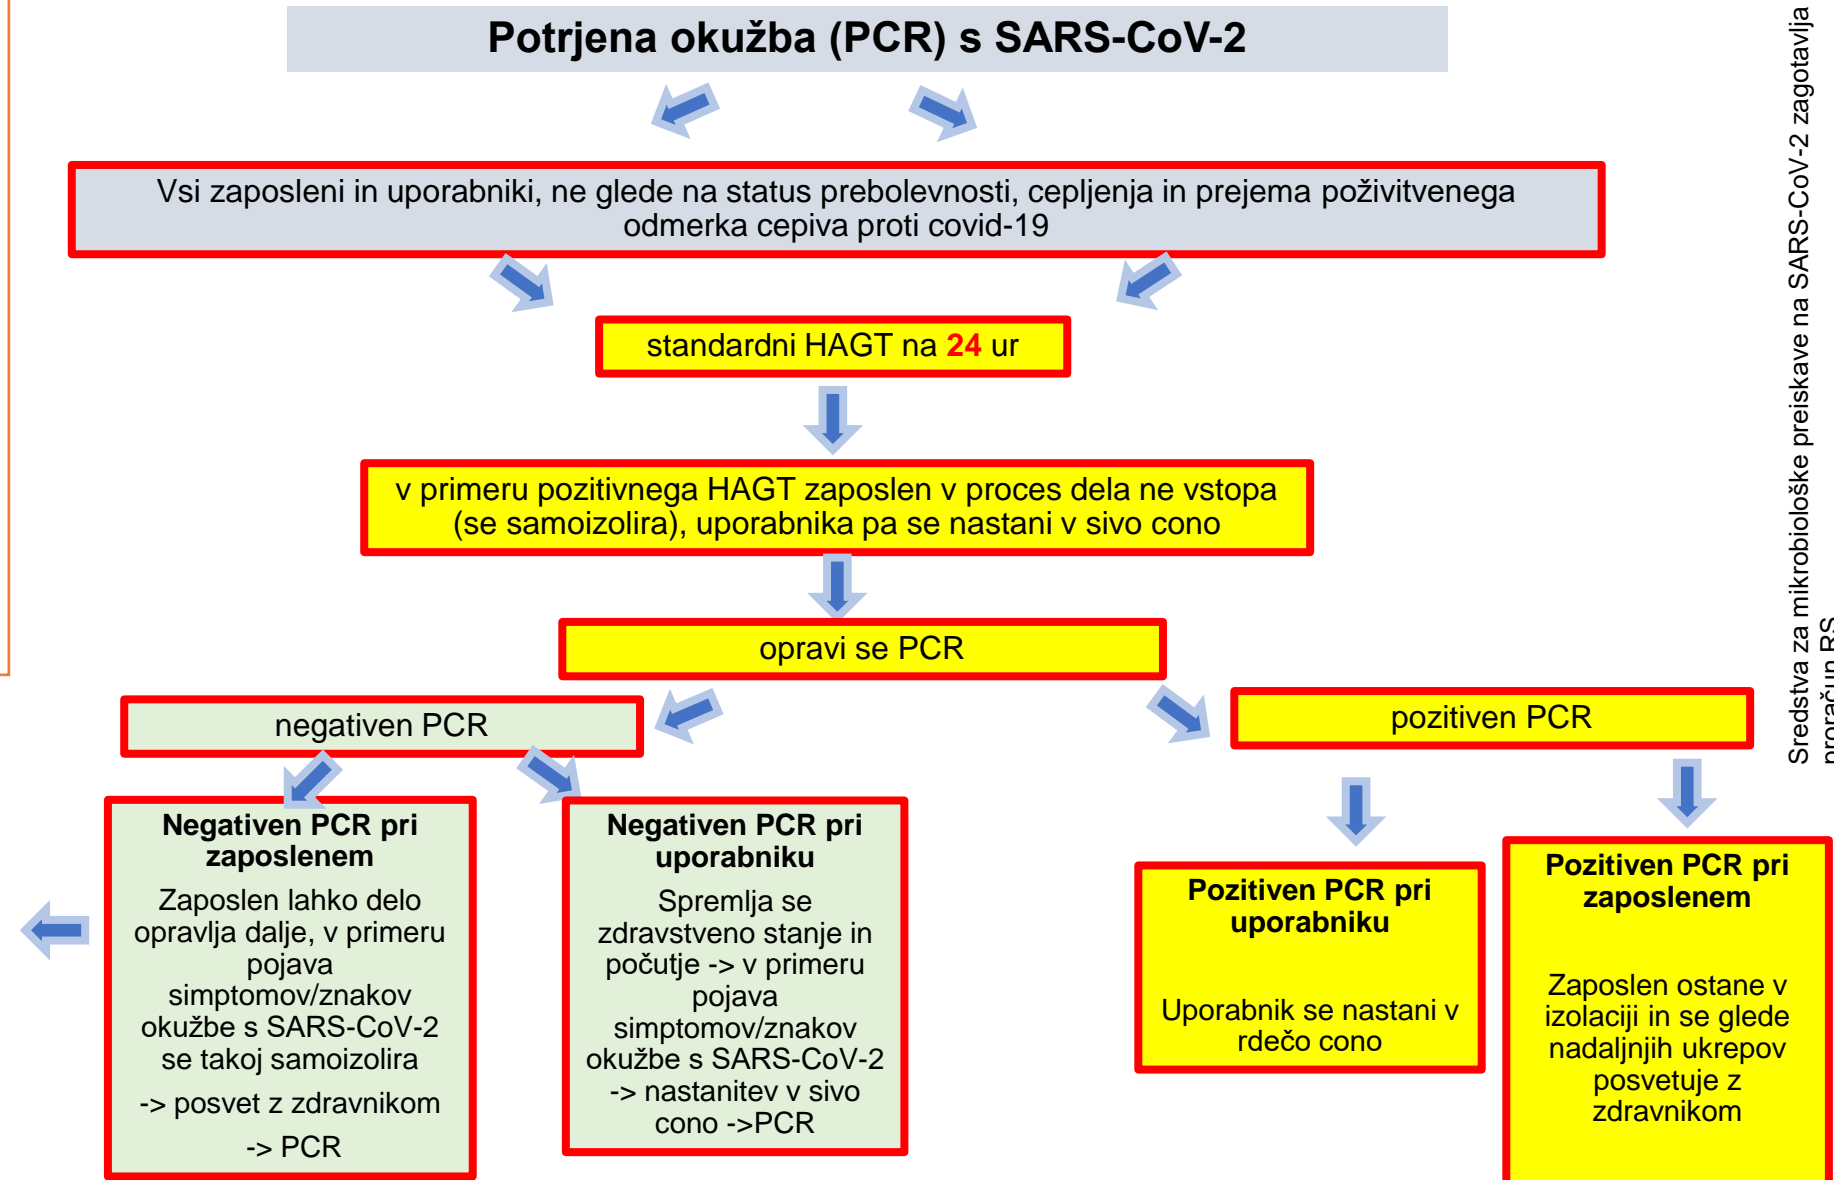 Potrjena okužba (PCR) s SARS-CoV-2
Vsi zaposleni in uporabniki, ne glede na status prebolevnosti, cepljenja in prejema poživitvenega
odmerka cepiva proti covid-19
standardni HAGT na 24 ur
v primeru pozitivnega HAGT zaposlen v proces dela ne vstopa
(se samoizolira), uporabnika pa se nastani v sivo cono
opravi se PCR
negativen PCR
pozitiven PCR
Negativen PCR pri
zaposlenem
Zaposlen lahko delo
opravlja dalje, v primeru
pojava
simptomov/znakov
okužbe s SARS-CoV-2
se takoj samoizolira
-> posvet z zdravnikom
-> PCR
Negativen PCR pri
uporabniku
Spremlja se
zdravstveno stanje in
počutje -> v primeru
pojava
simptomov/znakov
okužbe s SARS-CoV-2
-> nastanitev v sivo
cono ->PCR
Pozitiven PCR pri
uporabniku
Uporabnik se nastani v
rdečo cono
Pozitiven PCR pri
zaposlenem
Zaposlen ostane v
izolaciji in se glede
nadaljnjih ukrepov
posvetuje z
zdravnikom
Sredstva za mikrobiološke preiskave na SARS-CoV-2 zagotavlja
proračun RS